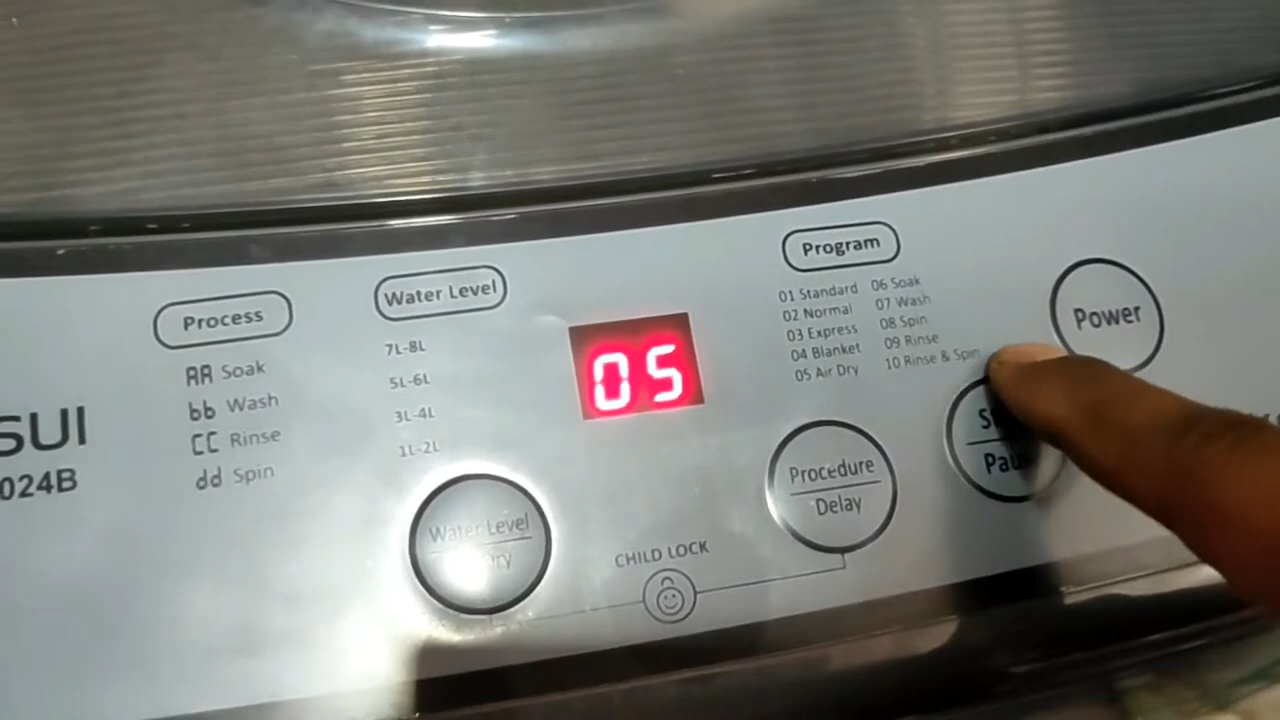 SUI
024B
Process
AA Soak
bb Wash
CC Rinse
dd Spin
Water Level
7L-8L
5L-6L
3L-4L
1L-2L
Water Level
05
Program
01 Standard
02 Normal
03 Express
04 Blanket
05 Air Dry
06 Soak
07 Wash
08 Spin
09 Rinse
10 Rinse & Spin
Power
Procedure
Delay
CHILD LOCK